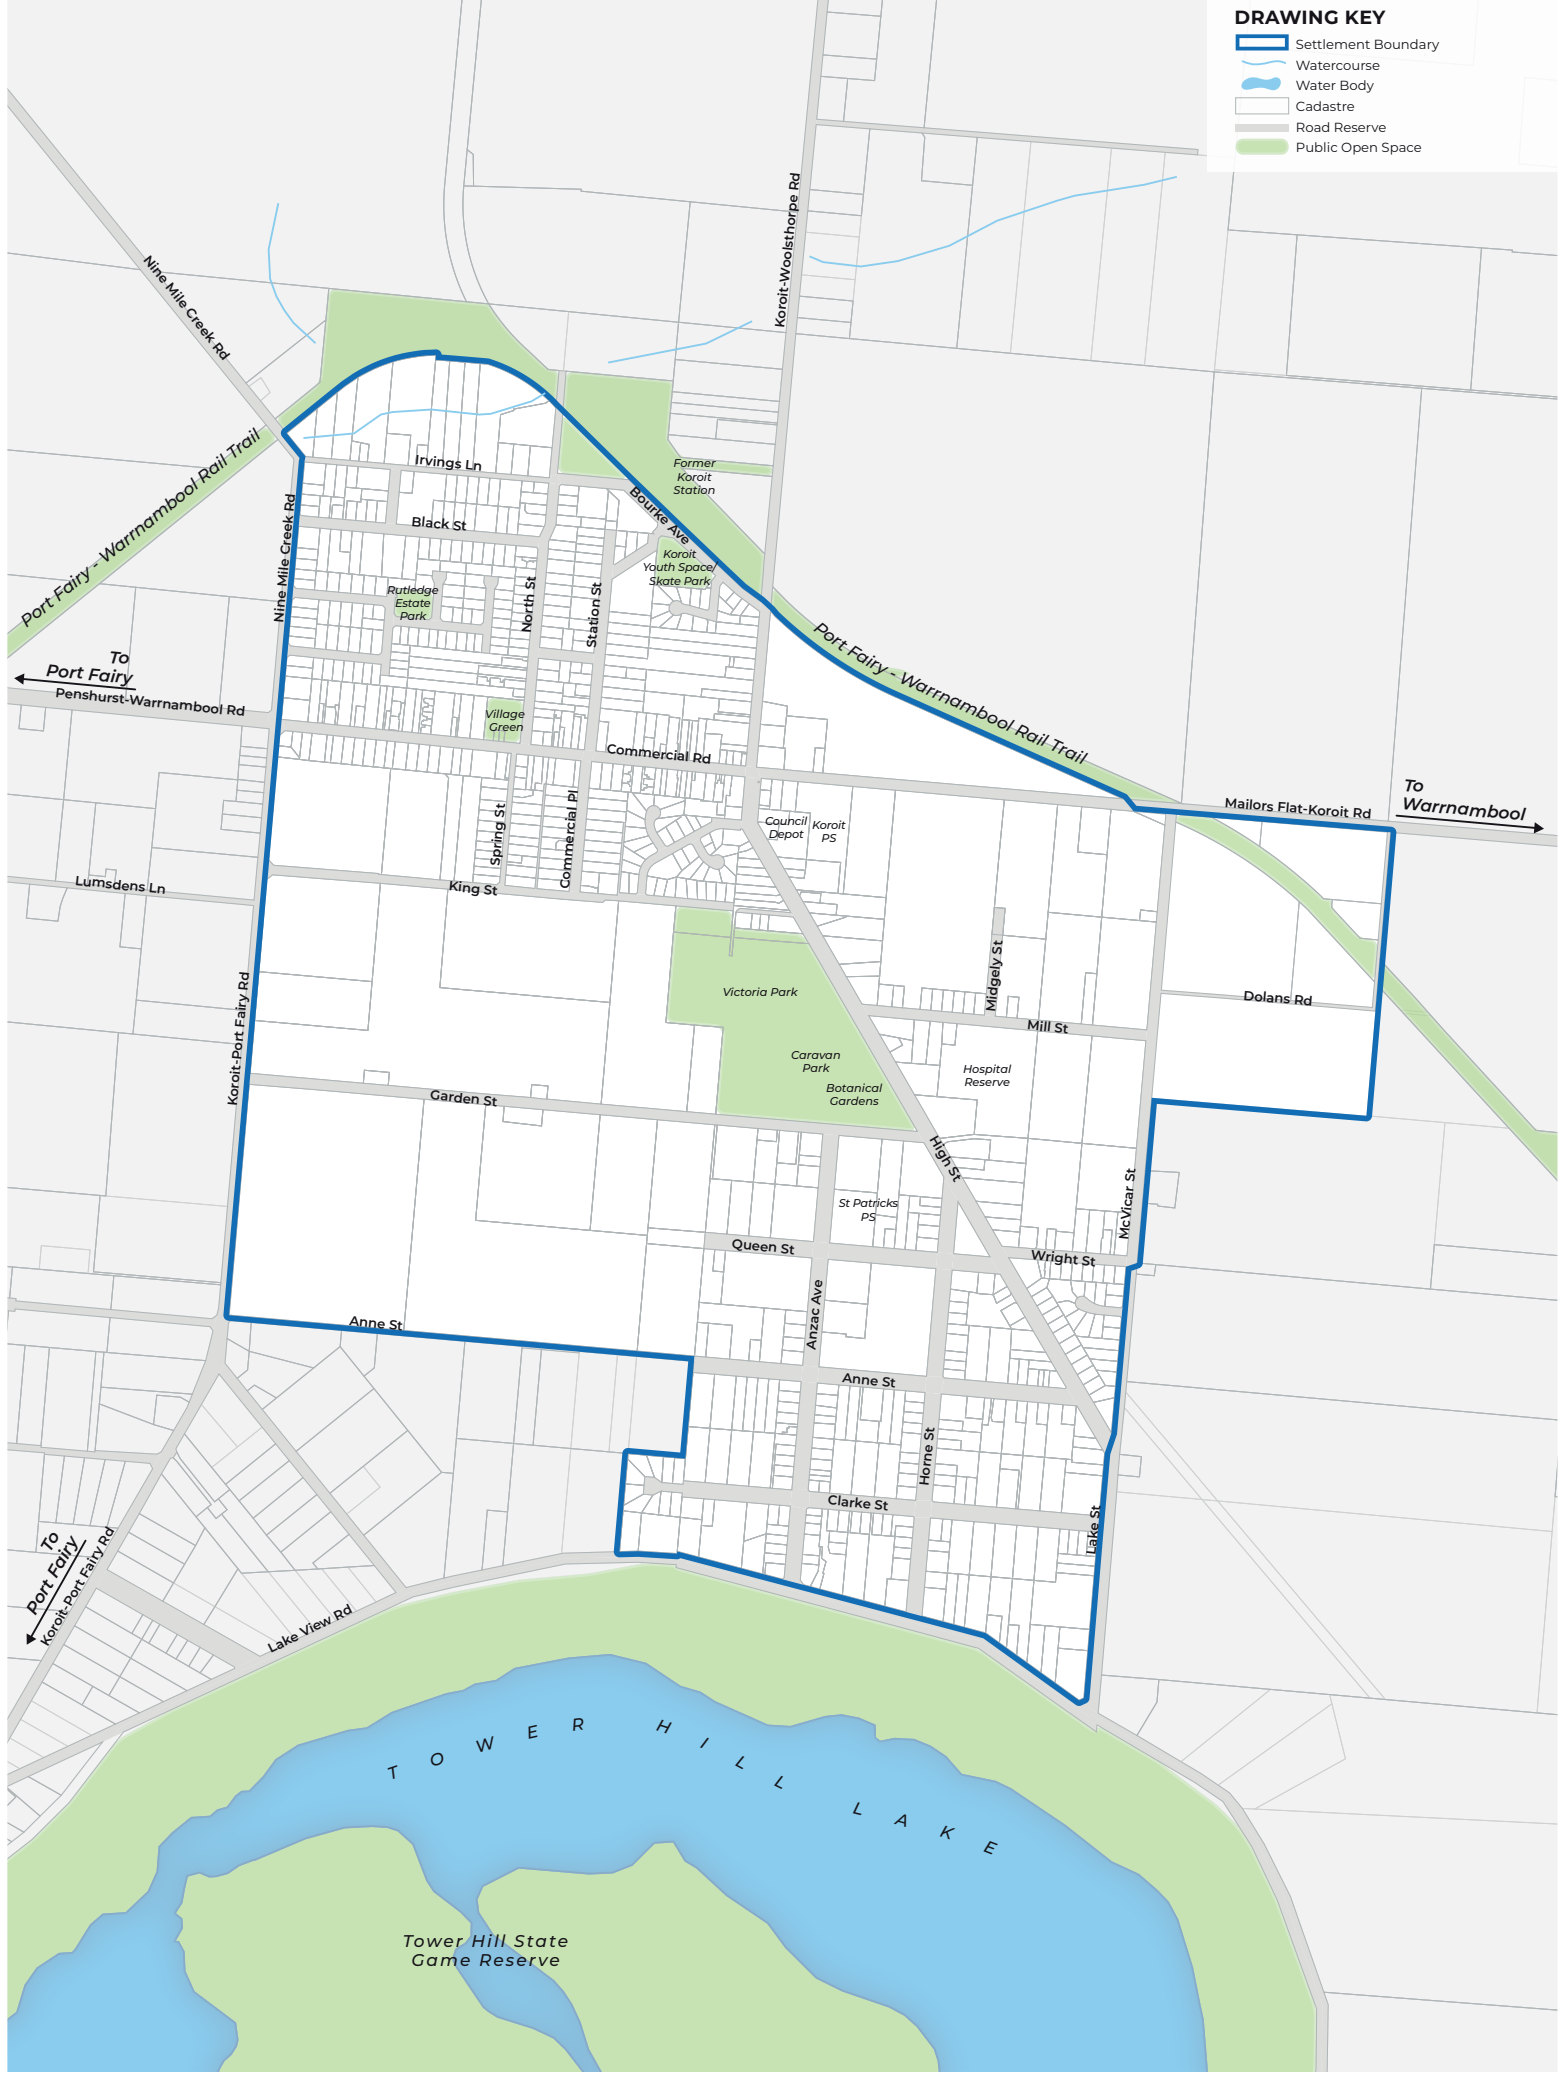 DRAWING KEY
Settlement Boundary
Watercourse
Water Body
Cadastre
Road Reserve
Public Open Space
Koroit-Woolsthorpe Rd
Nine Mile Creek Rd
Port Fairy - Warrnambool Rail Trail
Irvings Ln
Former
Koroit
Station
Bourke Ave
Black St
Nine Mile Creek Rd
Koroit
Youth Space/
Skate Park
Rutledge
Estate
Park
North St
Station St
Port Fairy - Warrnambool Rail Trail
To
Port Fairy
Penshurst-Warrnambool Rd
Village
Green
Commercial Rd
To
Warrnambool
Mailors Flat-Koroit Rd
Spring St
Commercial Pl
Council
Depot
Koroit
PS
Lumsdens Ln
King St
Koroit-Port Fairy Rd
Victoria Park
Midgely St
Dolans Rd
Mill St
Caravan
Park
Botanical
Gardens
Hospital
Reserve
Garden St
High St
McVicar St
St Patricks
PS
Queen St
Wright St
Anzac Ave
Anne St
Anne St
Horne St
Clarke St
Lake St
To
Port Fairy
Koroit-Port Fairy Rd
Lake View Rd
TOWER HILL LAKE
Tower Hill State
Game Reserve